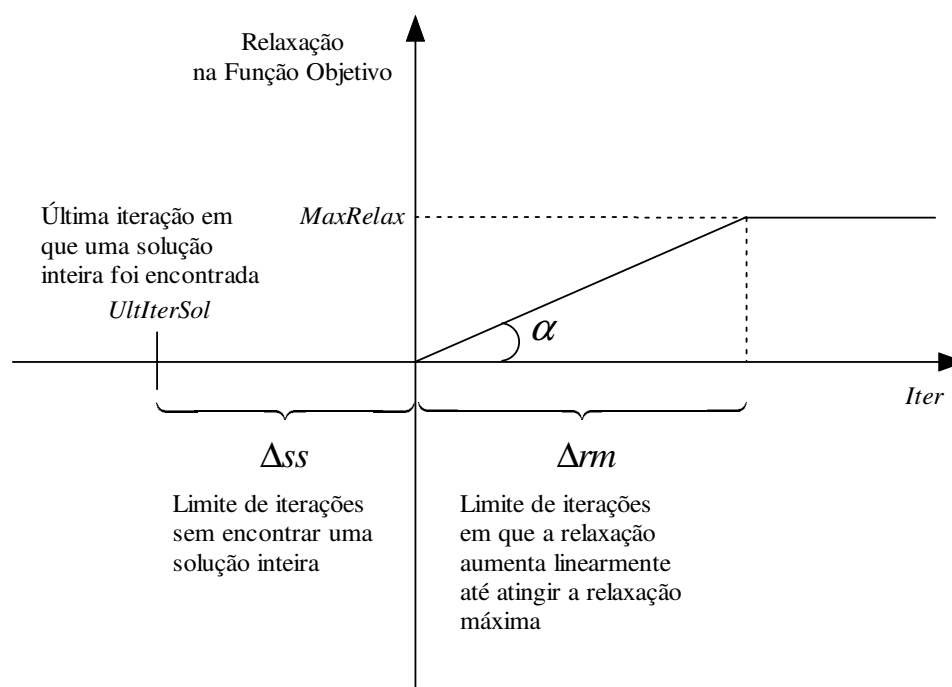 Relaxação
na Função Objetivo
Última iteração em
que uma solução
inteira foi encontrada
UltIterSol
MaxRelax
α
Iter
Δss
Limite de iterações
sem encontrar uma
solução inteira
Δrm
Limite de iterações
em que a relaxação
aumenta linearmente
até atingir a relaxação
máxima